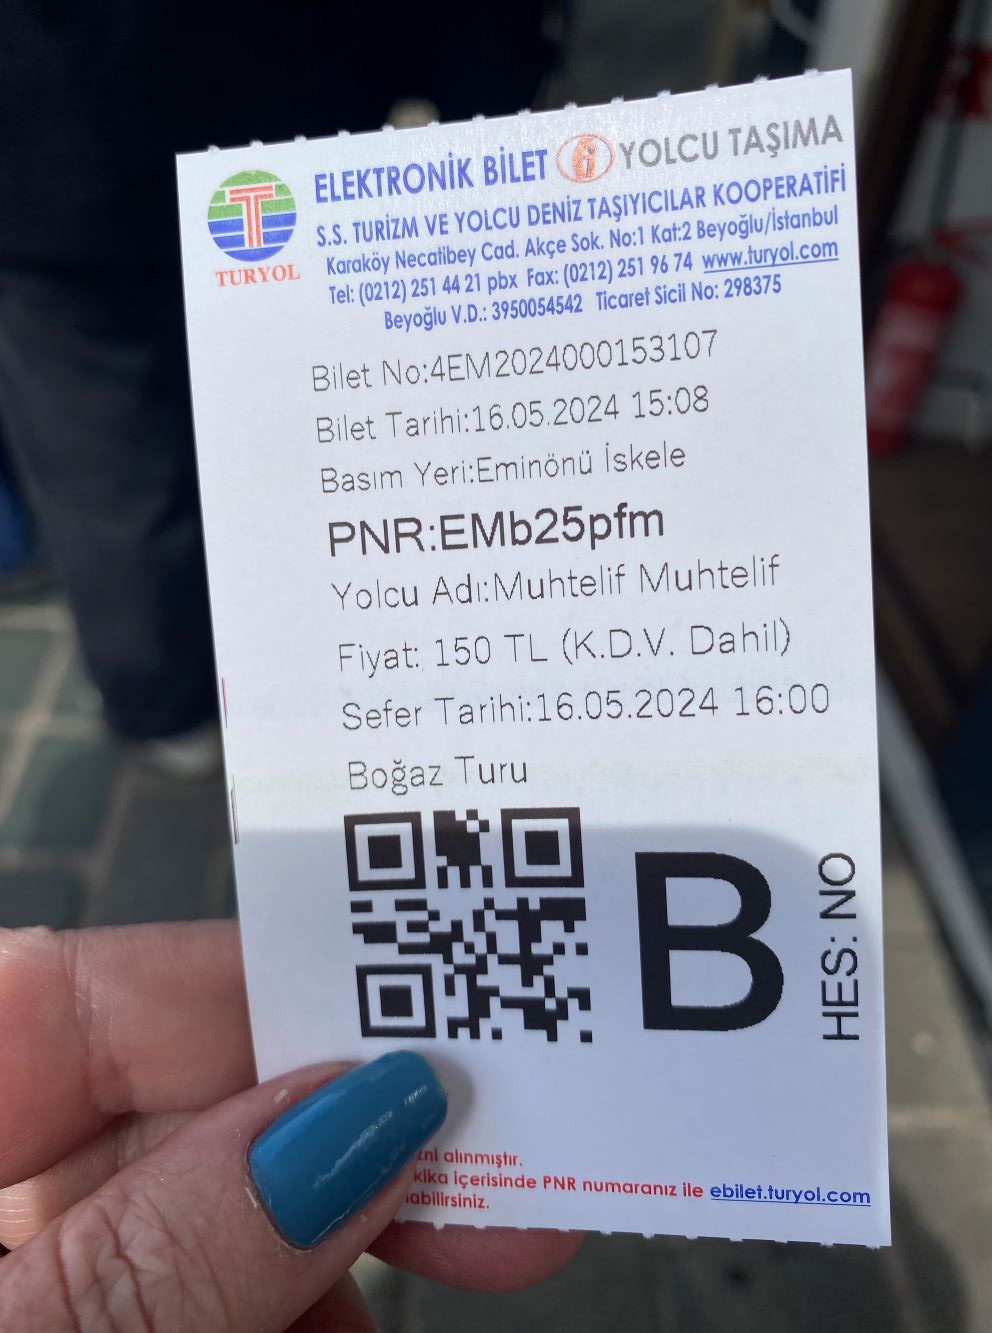 ELEKTRONİK BİLET YOLCU TAŞIMA
S.S. TURİZM VE YOLCU DENİZ TAŞIYICILAR KOOPERATİFİ
Karaköy Necatibey Cad. Akçe Sok. No:1 Kat:2 Beyoğlu/İstanbul
Tel: (0212) 251 44 21 pbx Fax: (0212) 251 96 74 www.turyol.com
Beyoğlu V.D.: 3950054542 Ticaret Sicil No: 298375
T
TURYOL
Bilet No:4EM2024000153107
Bilet Tarihi:16.05.2024 15:08
Basım Yeri:Eminönü İskele
PNR:EMb25pfm
Yolcu Adı:Muhtelif Muhtelif
Fiyat: 150 TL (K.D.V. Dahil)
Sefer Tarihi:16.05.2024 16:00
Boğaz Turu
B
HES: NO
alınmıştır.
içerisinde PNR numaranız ile ebilet.turyol.com